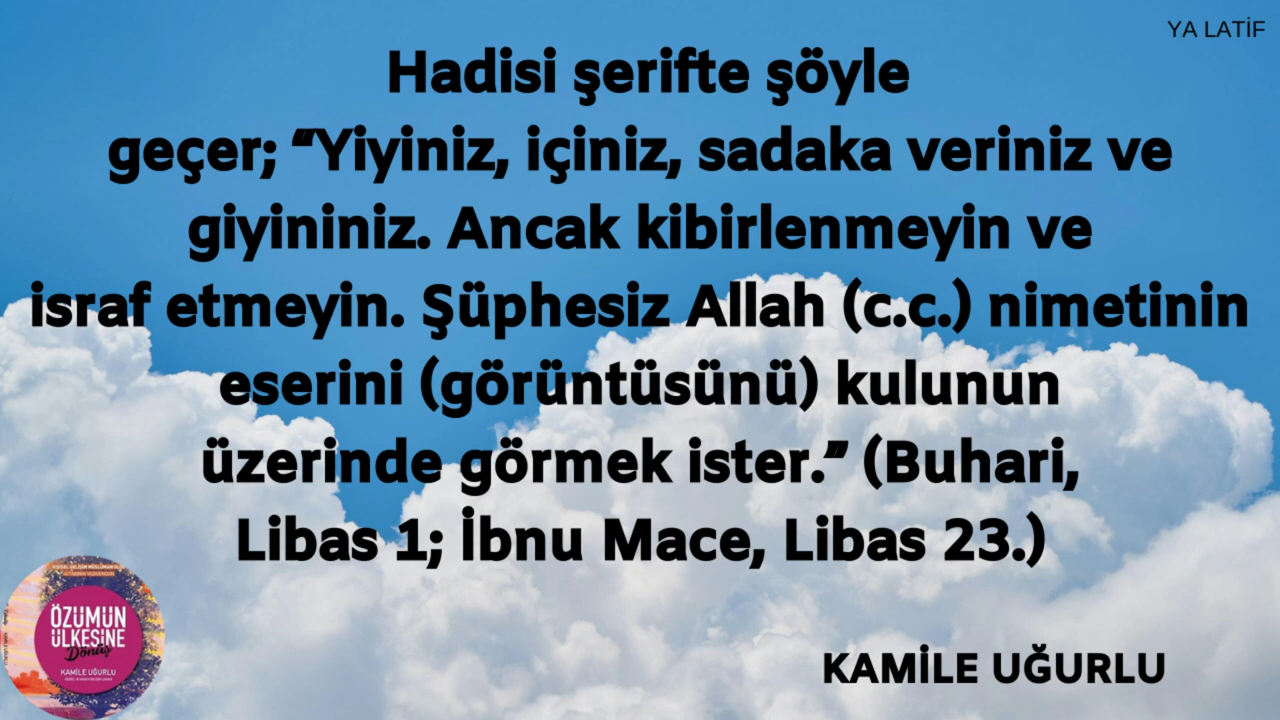 YA LATİF
Hadisi şerifte şöyle
geçer; “Yiyiniz, içiniz, sadaka veriniz ve
giyininiz. Ancak kibirlenmeyin ve
israf etmeyin. Şüphesiz Allah (c.c.) nimetinin
eserini (görüntüsünü) kulunun
üzerinde görmek ister.” (Buhari,
Libas 1; İbnu Mace, Libas 23.)
KAMİLE UĞURLU
ÖZÜMÜN
ÜLKESİNE
Dönüş
KAMİLE UĞURLU